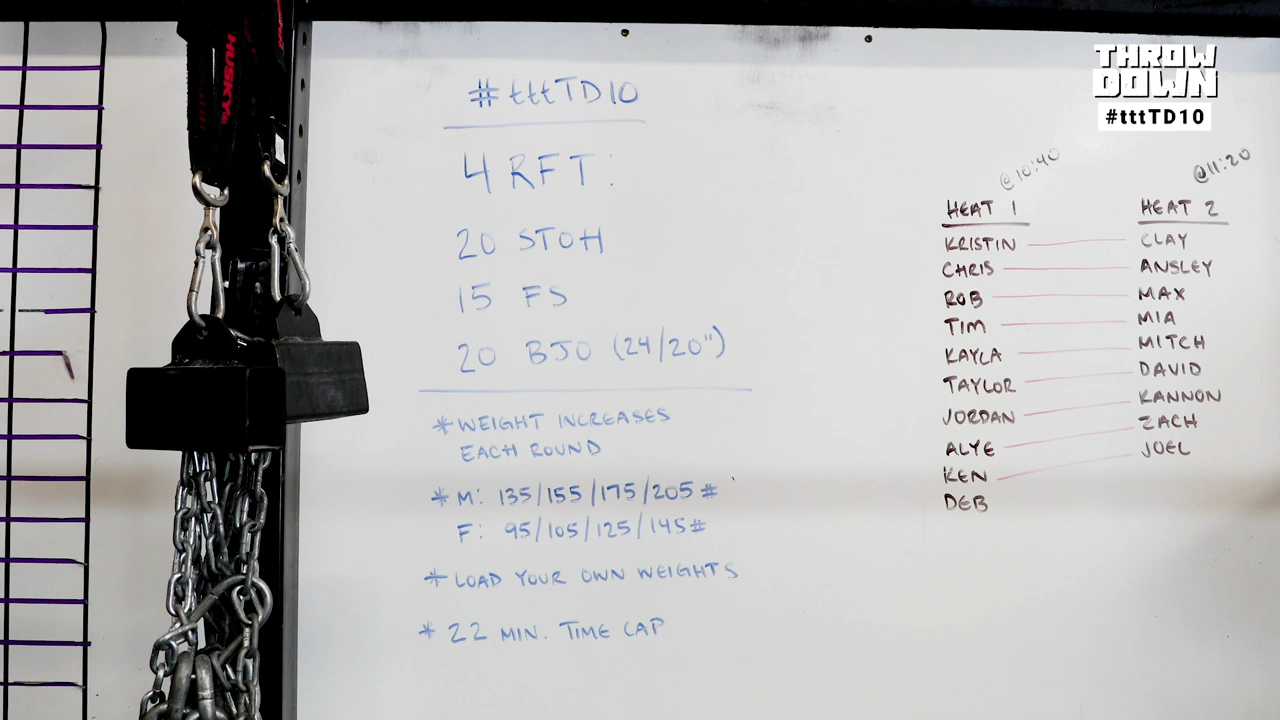 HUSKY
#tttTD10
4 RFT:
20 STOH
15 FS
20 BJO (24/20")
* WEIGHT INCREASES
EACH ROUND
* M: 135/155/175/205#
F: 95/105/125/145#
* LOAD YOUR OWN WEIGHTS
* 22 MIN. TIME CAP
THROW
DOWN
#tttTD10
@10:40
HEAT 1
KRISTIN
CHRIS
ROB
TIM
KAYLA
TAYLOR
JORDAN
ALYE
KEN
DEB
@11:20
HEAT 2
CLAY
ANSLEY
MAX
MIA
MITCH
DAVID
KANNON
ZACH
JOEL